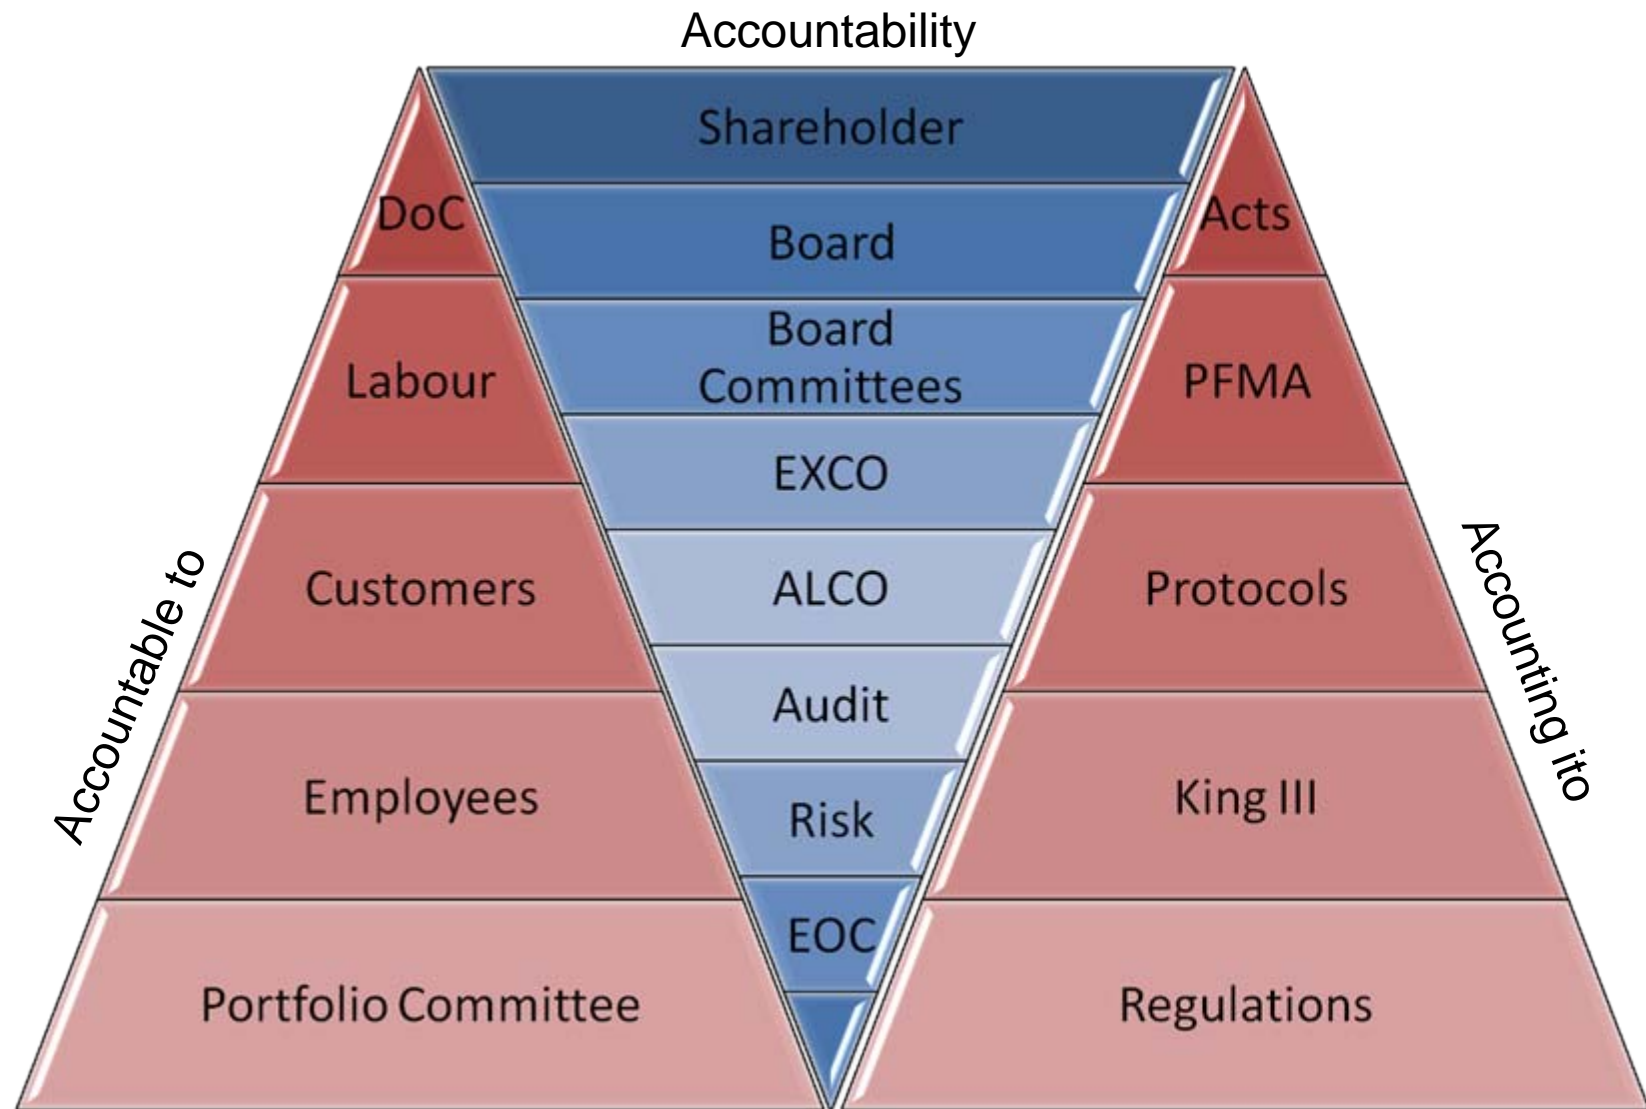 Accountability
Shareholder
Board
Board
Committees
EXCO
ALCO
Audit
Risk
EOC
Accountable to
DoC
Labour
Customers
Employees
Portfolio Committee
Accounting ito
Acts
PFMA
Protocols
King III
Regulations